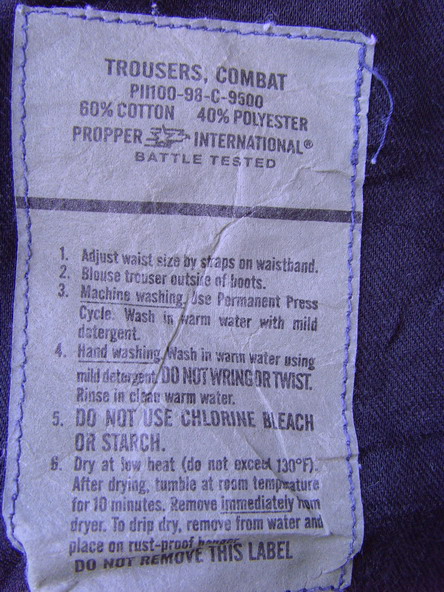 TROUSERS, COMBAT
PII100-98-C-9500
60% COTTON 40% POLYESTER
PROPPER INTERNATIONAL®
BATTLE TESTED
1. Adjust waist size by straps on waistband.
2. Blouse trouser outside of boots.
3. Machine washing. Use Permanent Press
Cycle. Wash in warm water with mild
detergent.
4. Hand washing. Wash in warm water using
mild detergent. DO NOT WRING OR TWIST.
Rinse in clean warm water.
5. DO NOT USE CHLORINE BLEACH
OR STARCH.
6. Dry at low heat (do not exceed 130°F).
After drying, tumble at room temperature
for 10 minutes. Remove immediately from
dryer. To drip dry, remove from water and
place on rust-proof hanger.
DO NOT REMOVE THIS LABEL